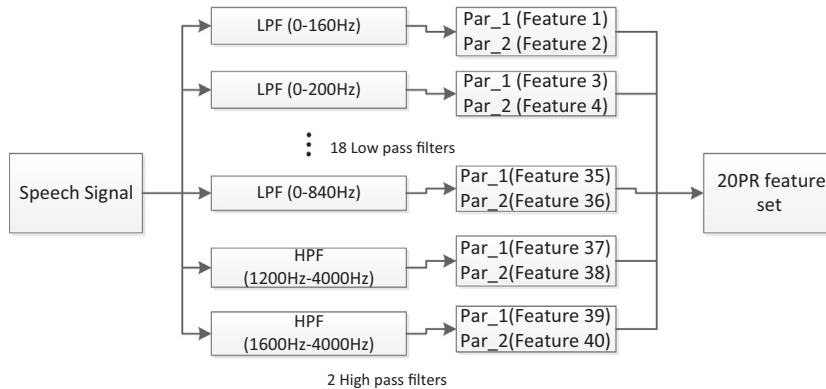 Speech Signal
LPF (0-160Hz)
Par_1 (Feature 1)
Par_2 (Feature 2)
LPF (0-200Hz)
Par_1 (Feature 3)
Par_2 (Feature 4)
18 Low pass filters
LPF (0-840Hz)
Par_1(Feature 35)
Par_2(Feature 36)
HPF
(1200Hz-4000Hz)
Par_1(Feature 37)
Par_2(Feature 38)
HPF
(1600Hz-4000Hz)
Par_1(Feature 39)
Par_2(Feature 40)
2 High pass filters
20PR feature
set